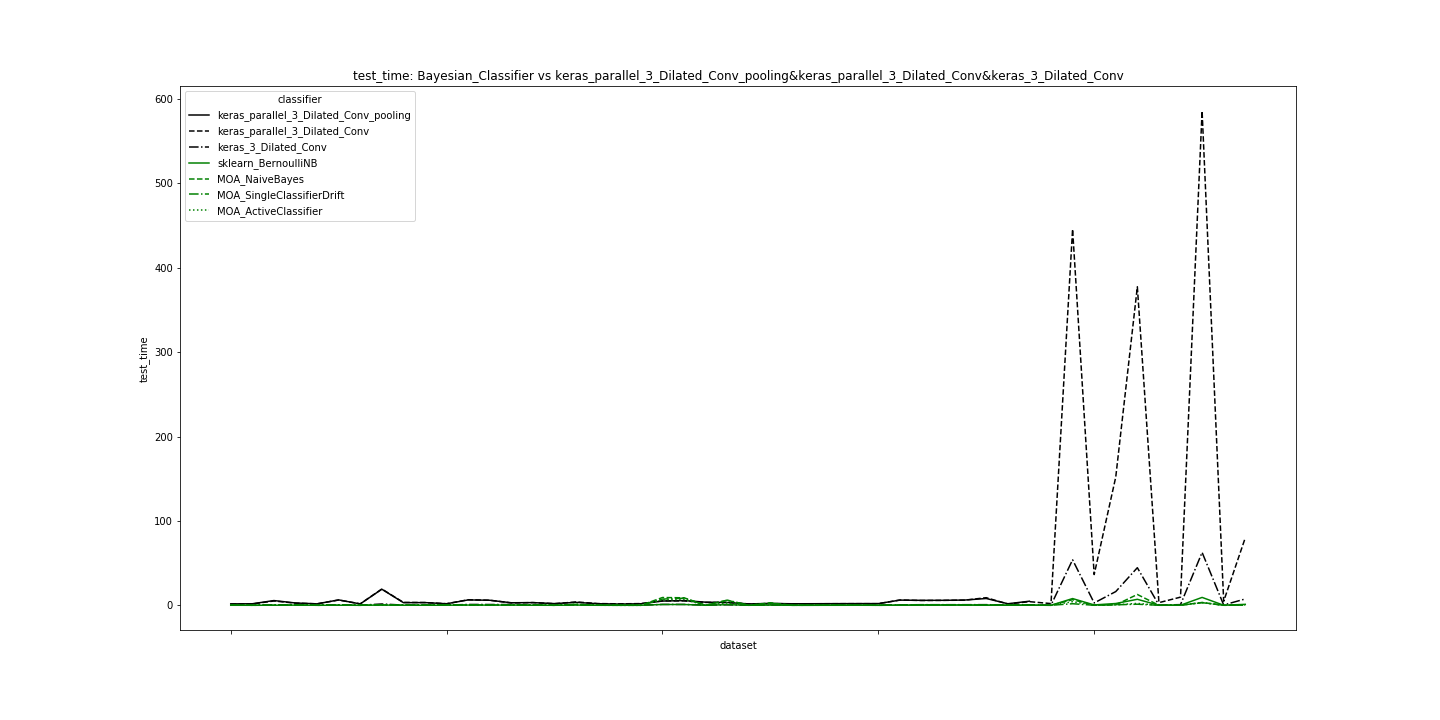 test_time: Bayesian_Classifier vs keras_parallel_3_Dilated_Conv_pooling&keras_parallel_3_Dilated_Conv&keras_3_Dilated_Conv
classifier
keras_parallel_3_Dilated_Conv_pooling
keras_parallel_3_Dilated_Conv
keras_3_Dilated_Conv
sklearn_BernoulliNB
MOA_NaiveBayes
MOA_SingleClassifierDrift
MOA_ActiveClassifier
600
500
400
300
200
100
0
test_time
dataset